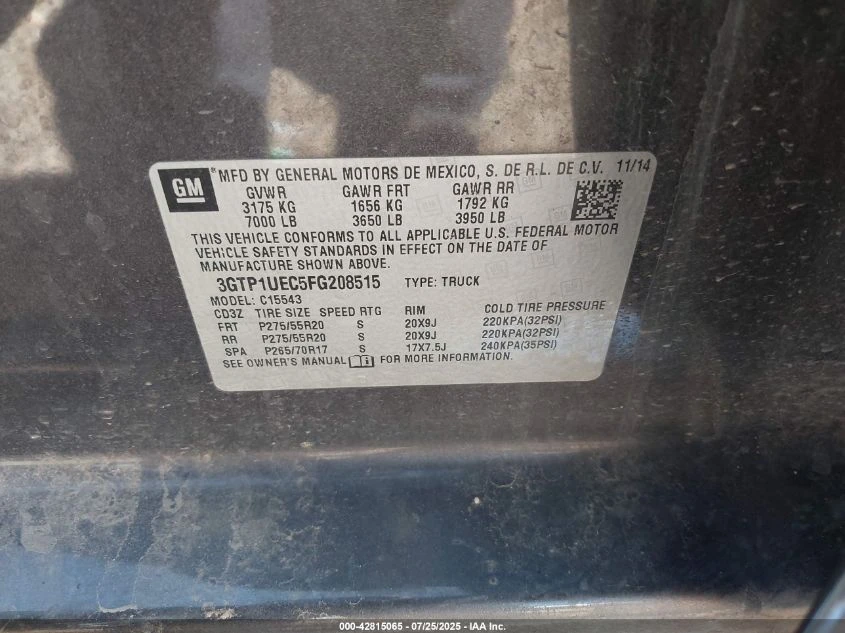 GM
® MFD BY GENERAL MOTORS DE MEXICO, S. DE R.L. DE C.V. 11/14
GVWR GAWR FRT GAWR RR
3175 KG 1656 KG 1792 KG
7000 LB 3650 LB 3950 LB
THIS VEHICLE CONFORMS TO ALL APPLICABLE U.S. FEDERAL MOTOR
VEHICLE SAFETY STANDARDS IN EFFECT ON THE DATE OF
MANUFACTURE SHOWN ABOVE.
3GTP1UEC5FG208515 TYPE: TRUCK
MODEL: C15543
CD3Z TIRE SIZE SPEED RTG RIM COLD TIRE PRESSURE
FRT P275/55R20 S 20X9J 220KPA(32PSI)
RR P275/55R20 S 20X9J 220KPA(32PSI)
SPA P265/70R17 S 17X7.5J 240KPA(35PSI)
SEE OWNER'S MANUAL FOR MORE INFORMATION.
000-42815065 - 07/25/2025 - IAA Inc.